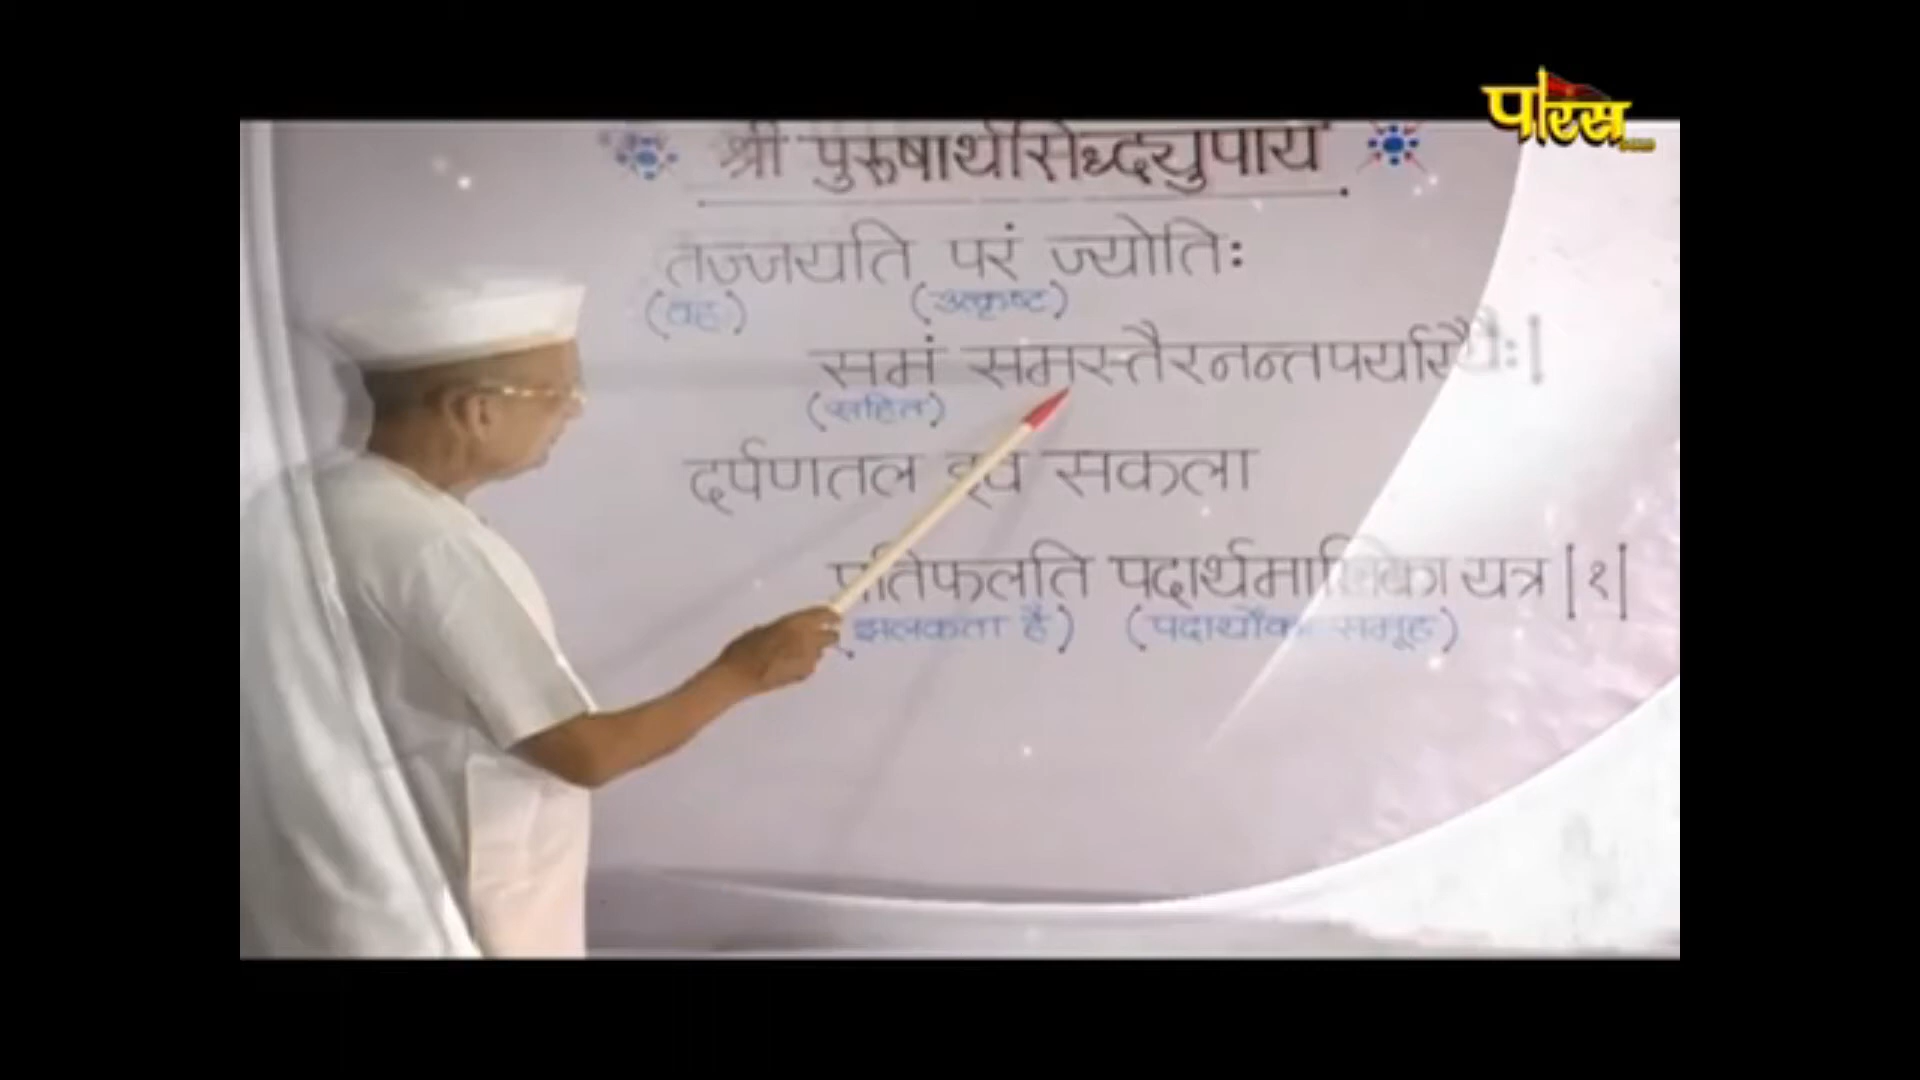 पारस
श्री पुरुषार्थसिद्ध्युपाय
तज्जयति परं ज्योतिः
(वह) (उत्कृष्ट)
समं समस्तैरनन्तपर्यायैः|
(सहित)
दर्पणतल इव सकला
प्रतिफलति पदार्थमालिका यत्र |१|
(झलकता है) (पदार्थोंका समूह)